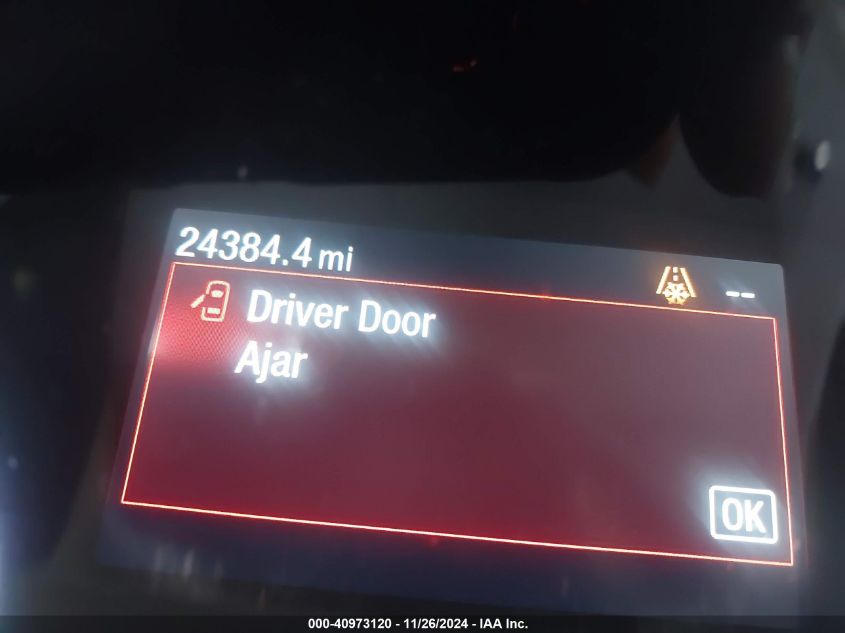 24384.4 mi
--
Driver Door
Ajar
OK
000-40973120 - 11/26/2024 - IAA Inc.